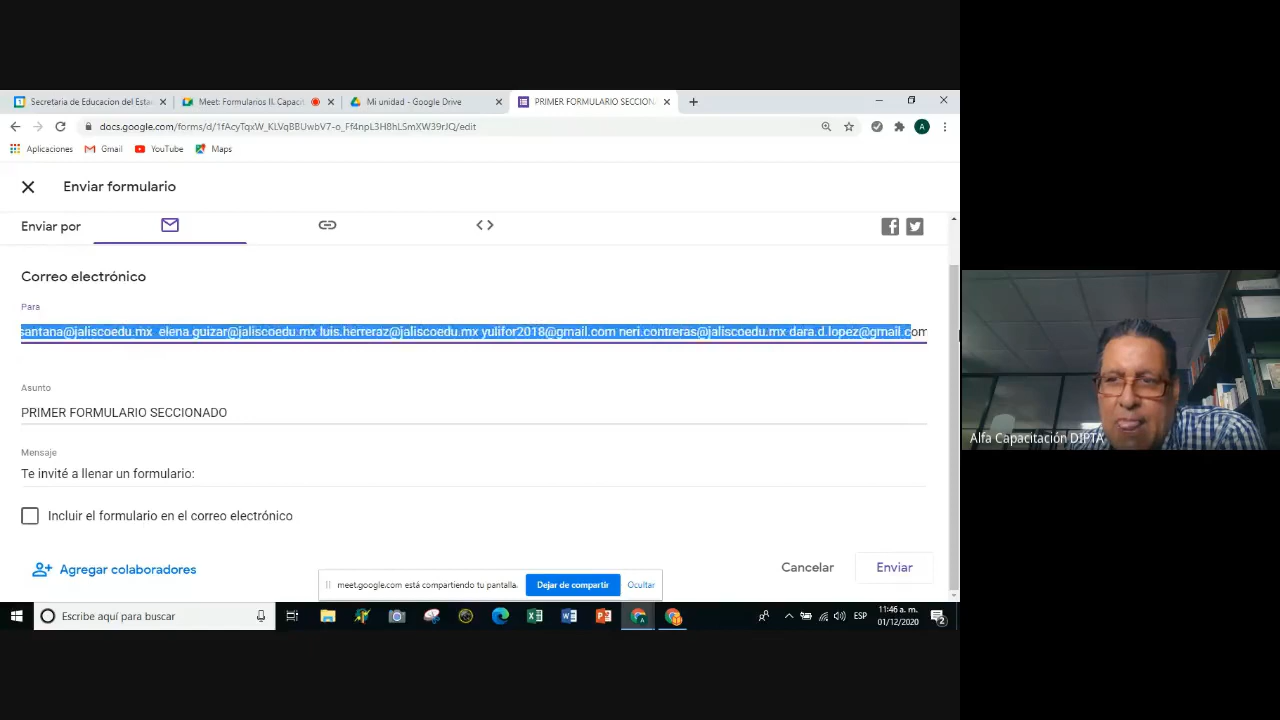 Secretaria de Educacion del Esta
Meet: Formularios II. Capacit
Mi unidad - Google Drive
PRIMER FORMULARIO SECCION
docs.google.com/forms/d/1fAcyTqxW_KLVqBBUwbV7-o_Ff4npL3H8hLSmXW39rJQ/edit
A
Aplicaciones
Gmail
YouTube
Maps
Enviar formulario
Enviar por
Correo electrónico
Para
santana@jaliscoedu.mx elena.guizar@jaliscoedu.mx luis.herreraz@jaliscoedu.mx yulifor2018@gmail.com neri.contreras@jaliscoedu.mx dara.d.lopez@gmail.com
Asunto
PRIMER FORMULARIO SECCIONADO
Mensaje
Te invité a llenar un formulario:
Incluir el formulario en el correo electrónico
Agregar colaboradores
Cancelar
Enviar
meet.google.com está compartiendo tu pantalla.
Dejar de compartir
Ocultar
Escribe aquí para buscar
ESP
11:46 a. m.
01/12/2020
2
Alfa Capacitación DIPTA